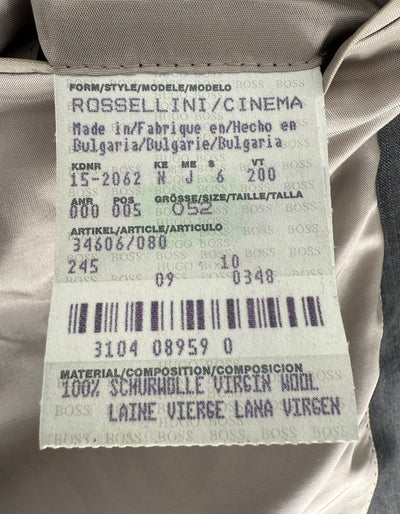 FORM/STYLE/MODELE/MODELO
ROSSELLINI/CINEMA
Made in/Fabrique en/Hecho en
Bulgaria/Bulgarie/Bulgaria
KDNR KE ME S VT
15-2062 N J 6 200
ANR POS GRÖSSE/SIZE/TAILLE/TALLA
000 005 052
ARTIKEL/ARTICLE/ARTICULO
34606/080
245 10
09 0348
3104 08959 0
MATERIAL/COMPOSITION/COMPOSICION
100% SCHURWOLLE VIRGIN WOOL
LAINE VIERGE LANA VIRGEN
HUGO BOSS